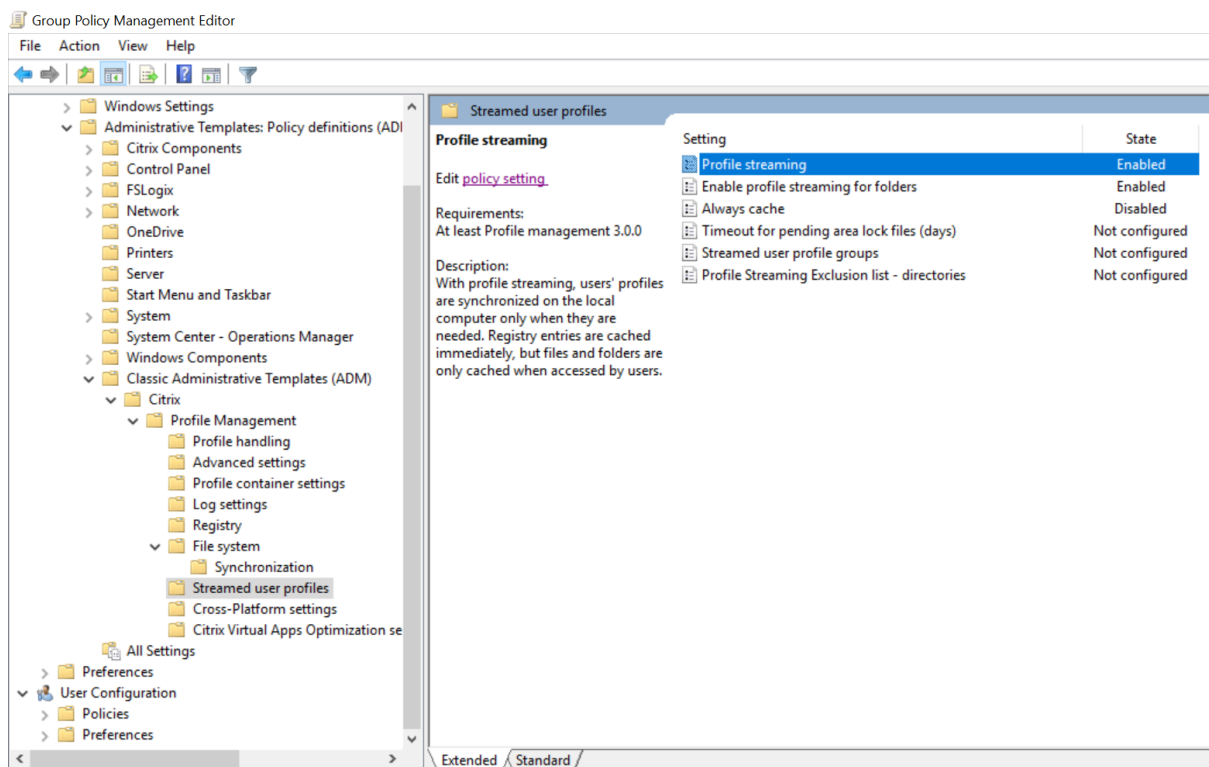 Group Policy Management Editor
File Action View Help
Windows Settings
Administrative Templates: Policy definitions (ADI
Citrix Components
Control Panel
FSLogix
Network
OneDrive
Printers
Server
Start Menu and Taskbar
System
System Center - Operations Manager
Windows Components
Classic Administrative Templates (ADM)
Citrix
Profile Management
Profile handling
Advanced settings
Profile container settings
Log settings
Registry
File system
Synchronization
Streamed user profiles
Cross-Platform settings
Citrix Virtual Apps Optimization se
All Settings
Preferences
User Configuration
Policies
Preferences
Streamed user profiles
Profile streaming
Edit policy setting
Requirements:
At least Profile management 3.0.0
Description:
With profile streaming, users' profiles
are synchronized on the local
computer only when they are
needed. Registry entries are cached
immediately, but files and folders are
only cached when accessed by users.
Setting State
Profile streaming Enabled
Enable profile streaming for folders Enabled
Always cache Disabled
Timeout for pending area lock files (days) Not configured
Streamed user profile groups Not configured
Profile Streaming Exclusion list - directories Not configured
Extended Standard